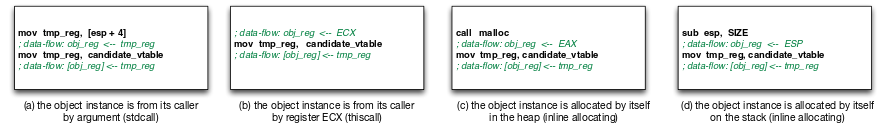 mov tmp_reg, [esp + 4]
; data-flow: obj_reg <-- tmp_reg
mov tmp_reg, candidate_vtable
; data-flow: [obj_reg] <-- tmp_reg
(a) the object instance is from its caller
by argument (stdcall)
; data-flow: obj_reg <-- ECX
mov tmp_reg, candidate_vtable
; data-flow: [obj_reg] <-- tmp_reg
(b) the object instance is from its caller
by register ECX (thiscall)
call malloc
; data-flow: obj_reg <-- EAX
mov tmp_reg, candidate_vtable
; data-flow: [obj_reg] <-- tmp_reg
(c) the object instance is allocated by itself
in the heap (inline allocating)
sub esp, SIZE
; data-flow: obj_reg <-- ESP
mov tmp_reg, candidate_vtable
; data-flow: [obj_reg] <-- tmp_reg
(d) the object instance is allocated by itself
on the stack (inline allocating)